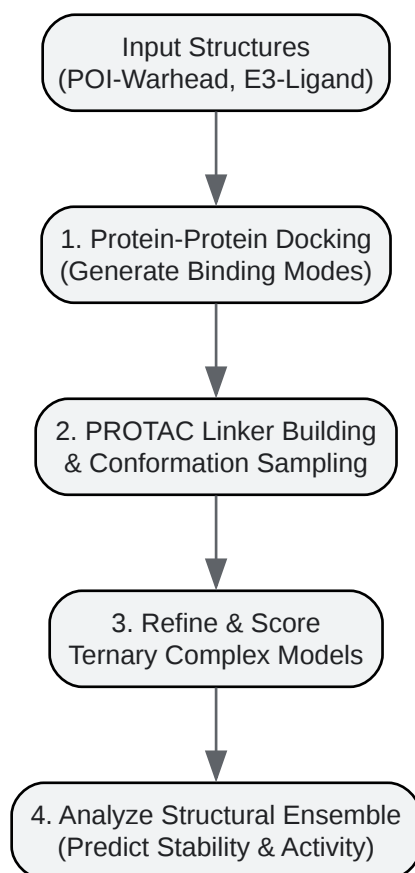 Input Structures
(POI-Warhead, E3-Ligand)
1. Protein-Protein Docking
(Generate Binding Modes)
2. PROTAC Linker Building
& Conformation Sampling
3. Refine & Score
Ternary Complex Models
4. Analyze Structural Ensemble
(Predict Stability & Activity)